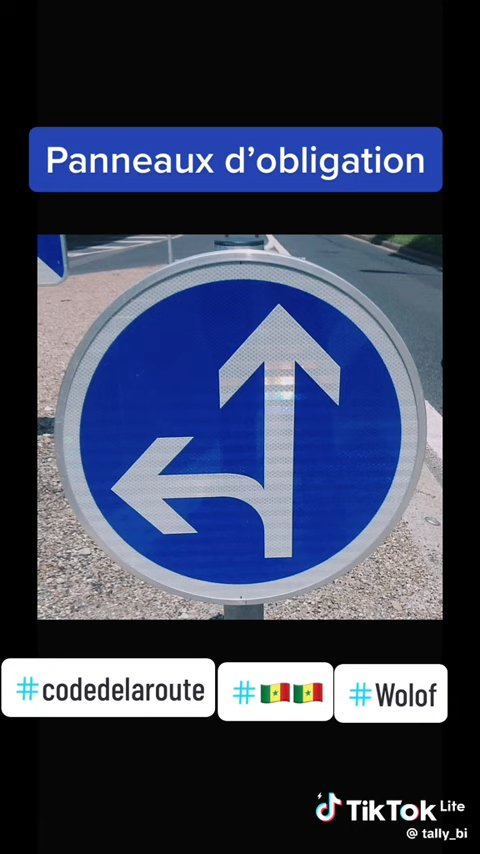 Panneaux d’obligation
#codedelaroute #🇸🇳🇸🇳 #Wolof
TikTok Lite
@ tally_bi